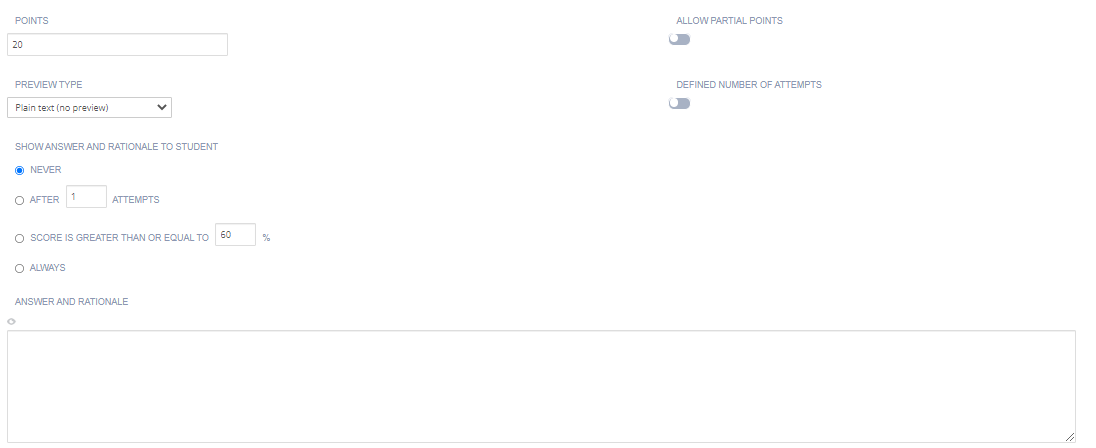 POINTS
ALLOW PARTIAL POINTS
20
PREVIEW TYPE
DEFINED NUMBER OF ATTEMPTS
Plain text (no preview)
SHOW ANSWER AND RATIONALE TO STUDENT
NEVER
AFTER 1 ATTEMPTS
SCORE IS GREATER THAN OR EQUAL TO 60 %
ALWAYS
ANSWER AND RATIONALE